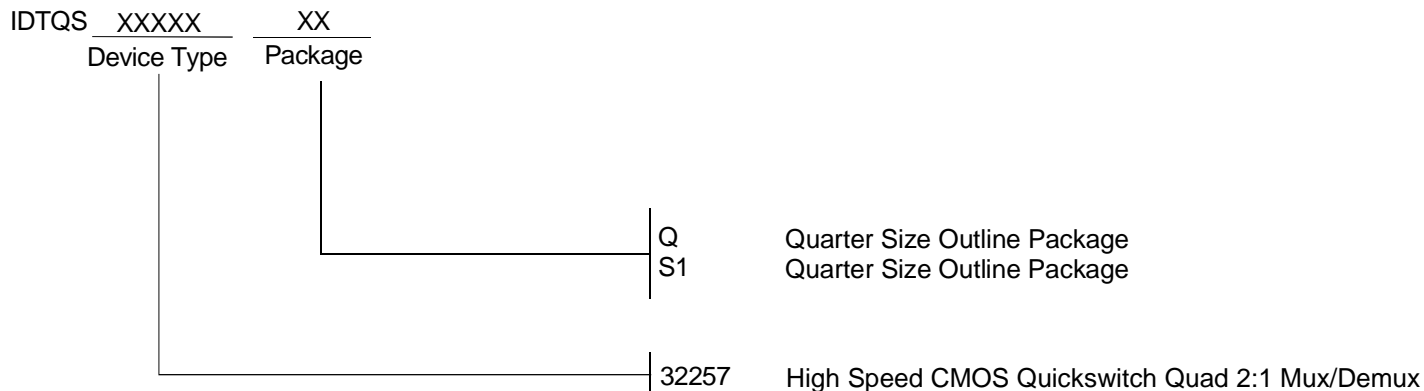 IDTQS XXXXX XX
Device Type Package
Q Quarter Size Outline Package
S1 Quarter Size Outline Package
32257 High Speed CMOS Quickswitch Quad 2:1 Mux/Demux